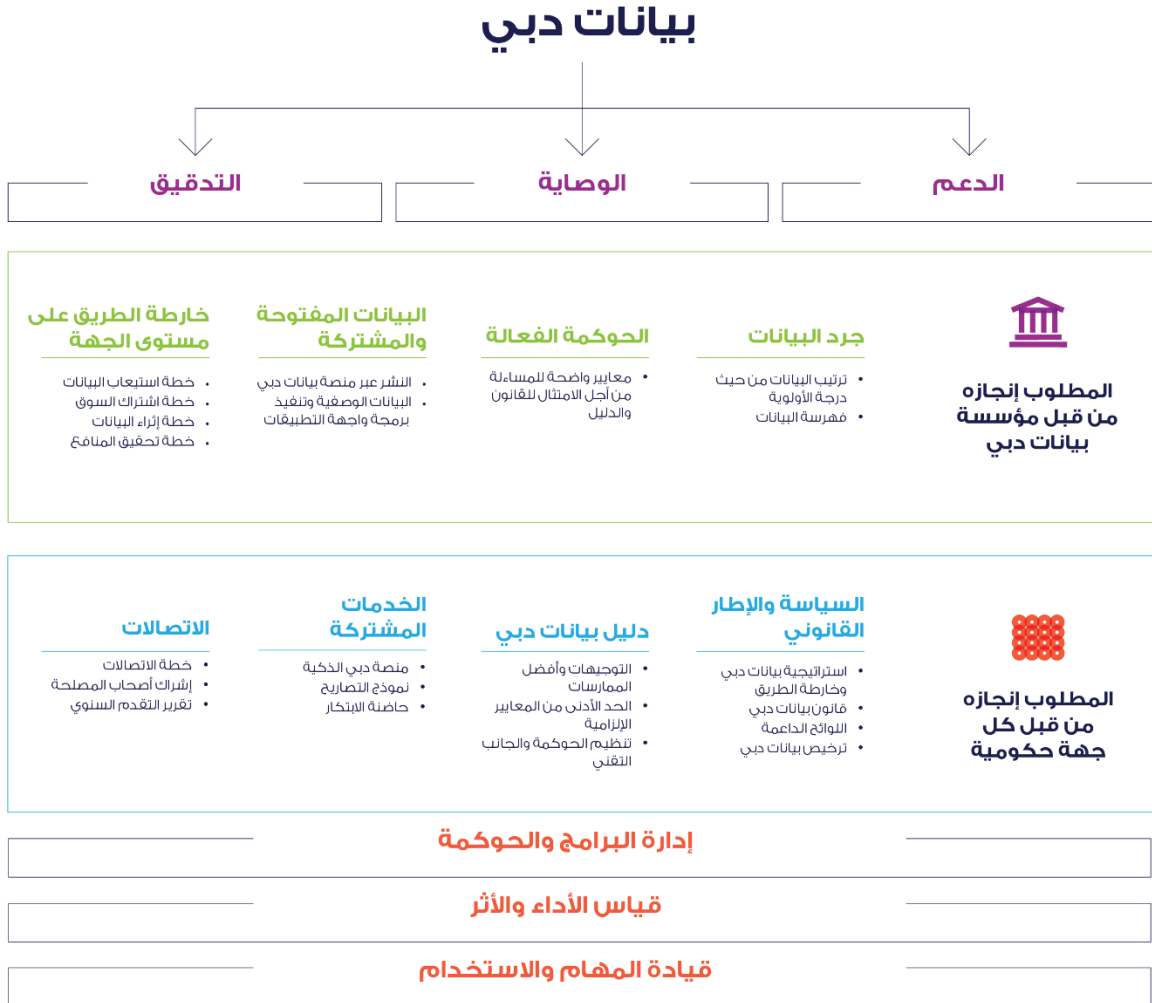 بيانات دبي
الدعم
الوصاية
التدقيق
المطلوب إنجازه
من قبل مؤسسة
بيانات دبي
جرد البيانات
• ترتيب البيانات من حيث
درجة الأولوية
• فهرسة البيانات
الحوكمة الفعالة
• معايير واضحة للمساءلة
من أجل الامتثال للقانون
والدليل
البيانات المفتوحة
والمشتركة
• النشر عبر منصة بيانات دبي
• البيانات الوصفية وتنفيذ
برمجة واجهة التطبيقات
خارطة الطريق على
مستوى الجهة
• خطة استيعاب البيانات
• خطة اشتراك السوق
• خطة إثراء البيانات
• خطة تحقيق المنافع
المطلوب إنجازه
من قبل كل
جهة حكومية
السياسة والإطار
القانوني
• استراتيجية بيانات دبي
وخارطة الطريق
• قانون بيانات دبي
• اللوائح الداعمة
• ترخيص بيانات دبي
دليل بيانات دبي
• التوجيهات وأفضل
الممارسات
• الحد الأدنى من المعايير
الإلزامية
• تنظيم الحوكمة والجانب
التقني
الخدمات
المشتركة
• منصة دبي الذكية
• نموذج التصاريح
• حاضنة الابتكار
الاتصالات
• خطة الاتصالات
• إشراك أصحاب المصلحة
• تقرير التقدم السنوي
إدارة البرامج والحوكمة
قياس الأداء والأثر
قيادة المهام والاستخدام